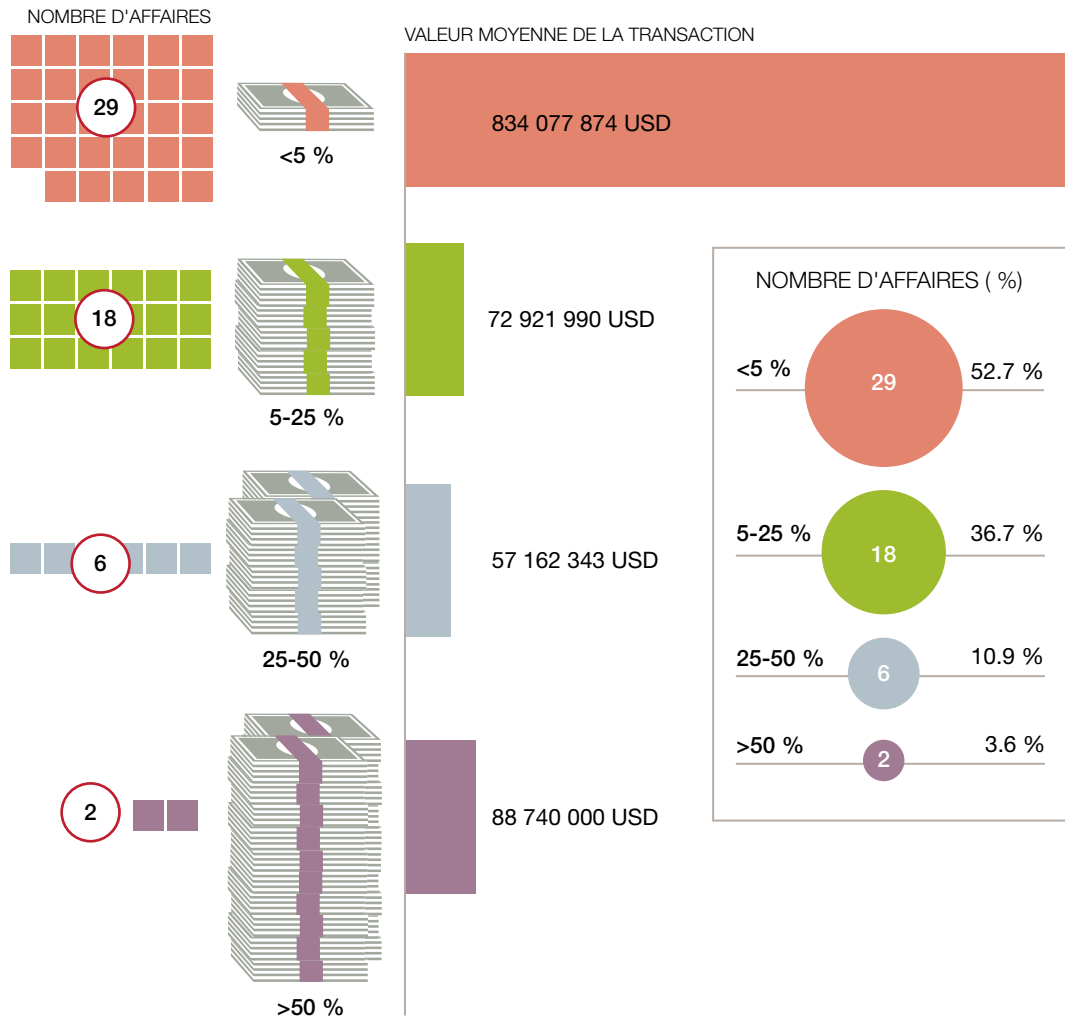 NOMBRE D'AFFAIRES
29
<5 %
18
5-25 %
6
25-50 %
2
>50 %
VALEUR MOYENNE DE LA TRANSACTION
834 077 874 USD
72 921 990 USD
57 162 343 USD
88 740 000 USD
NOMBRE D'AFFAIRES ( %)
<5 % 29 52.7 %
5-25 % 18 36.7 %
25-50 % 6 10.9 %
>50 % 2 3.6 %